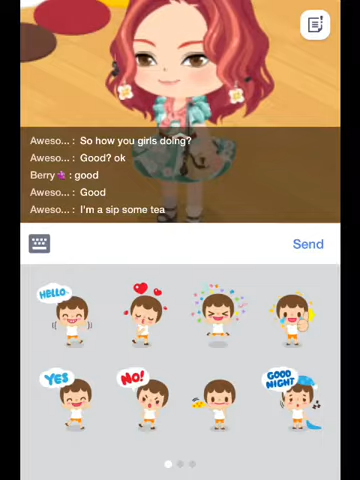 Aweso... : So how you girls doing?
Aweso... : Good? ok
Berry : good
Aweso... : Good
Aweso... : I'm a sip some tea
Send
HELLO~
YES
NO!
GOOD NIGHT